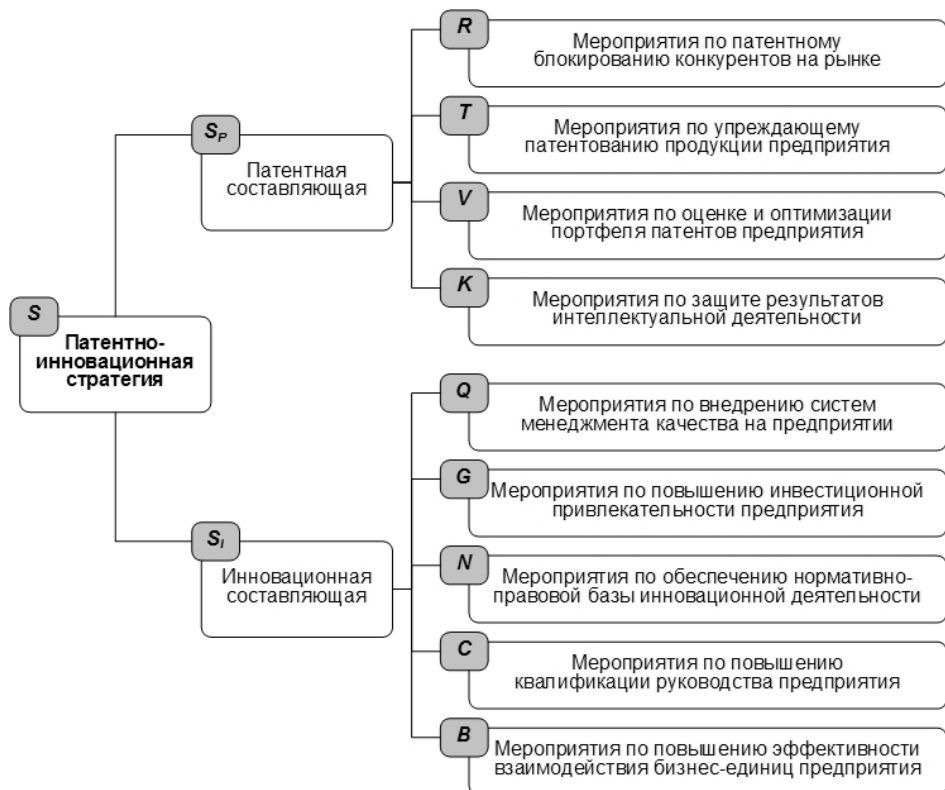 S
Патентно-
инновационная
стратегия
S_P
Патентная
составляющая
R
Мероприятия по патентному
блокированию конкурентов на рынке
T
Мероприятия по упреждающему
патентованию продукции предприятия
V
Мероприятия по оценке и оптимизации
портфеля патентов предприятия
K
Мероприятия по защите результатов
интеллектуальной деятельности
S_I
Инновационная
составляющая
Q
Мероприятия по внедрению систем
менеджмента качества на предприятии
G
Мероприятия по повышению инвестиционной
привлекательности предприятия
N
Мероприятия по обеспечению нормативно-
правовой базы инновационной деятельности
C
Мероприятия по повышению
квалификации руководства предприятия
B
Мероприятия по повышению эффективности
взаимодействия бизнес-единиц предприятия